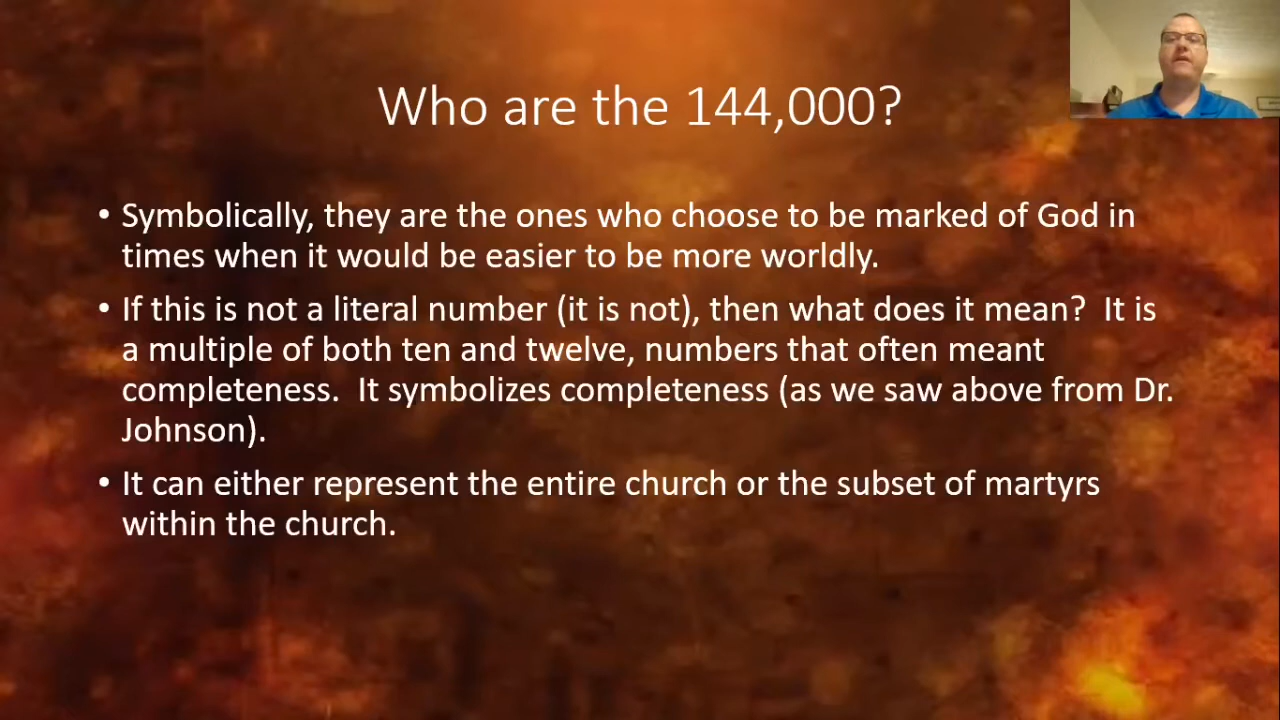 Who are the 144,000?
• Symbolically, they are the ones who choose to be marked of God in
times when it would be easier to be more worldly.
• If this is not a literal number (it is not), then what does it mean?  It is
a multiple of both ten and twelve, numbers that often meant
completeness.  It symbolizes completeness (as we saw above from Dr.
Johnson).
• It can either represent the entire church or the subset of martyrs
within the church.